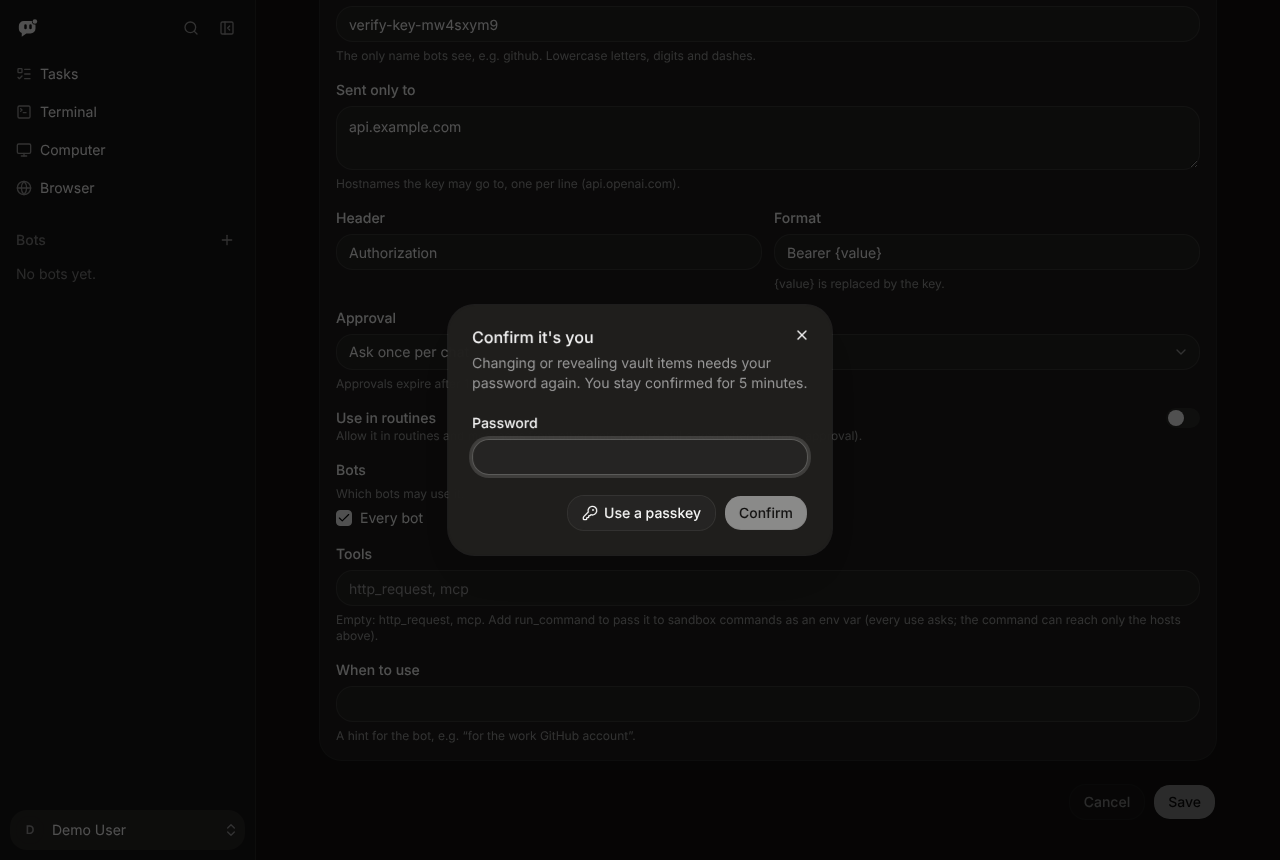 verify-key-mw4sxym9
The only name bots see, e.g. github. Lowercase letters, digits and dashes.
Tasks
Terminal
Computer
Browser
Bots
No bots yet.
Sent only to
api.example.com
Hostnames the key may go to, one per line (api.openai.com).
Header
Format
Authorization
Bearer {value}
{value} is replaced by the key.
Approval
Ask once per c
Approvals expire aft
Use in routines
Allow it in routines a
oval).
Bots
Which bots may use
Every bot
Confirm it's you
Changing or revealing vault items needs your
password again. You stay confirmed for 5 minutes.
Password
Use a passkey
Confirm
Tools
http_request, mcp
Empty: http_request, mcp. Add run_command to pass it to sandbox commands as an env var (every use asks; the command can reach only the hosts
above).
When to use
A hint for the bot, e.g. “for the work GitHub account”.
Cancel
Save
D
Demo User